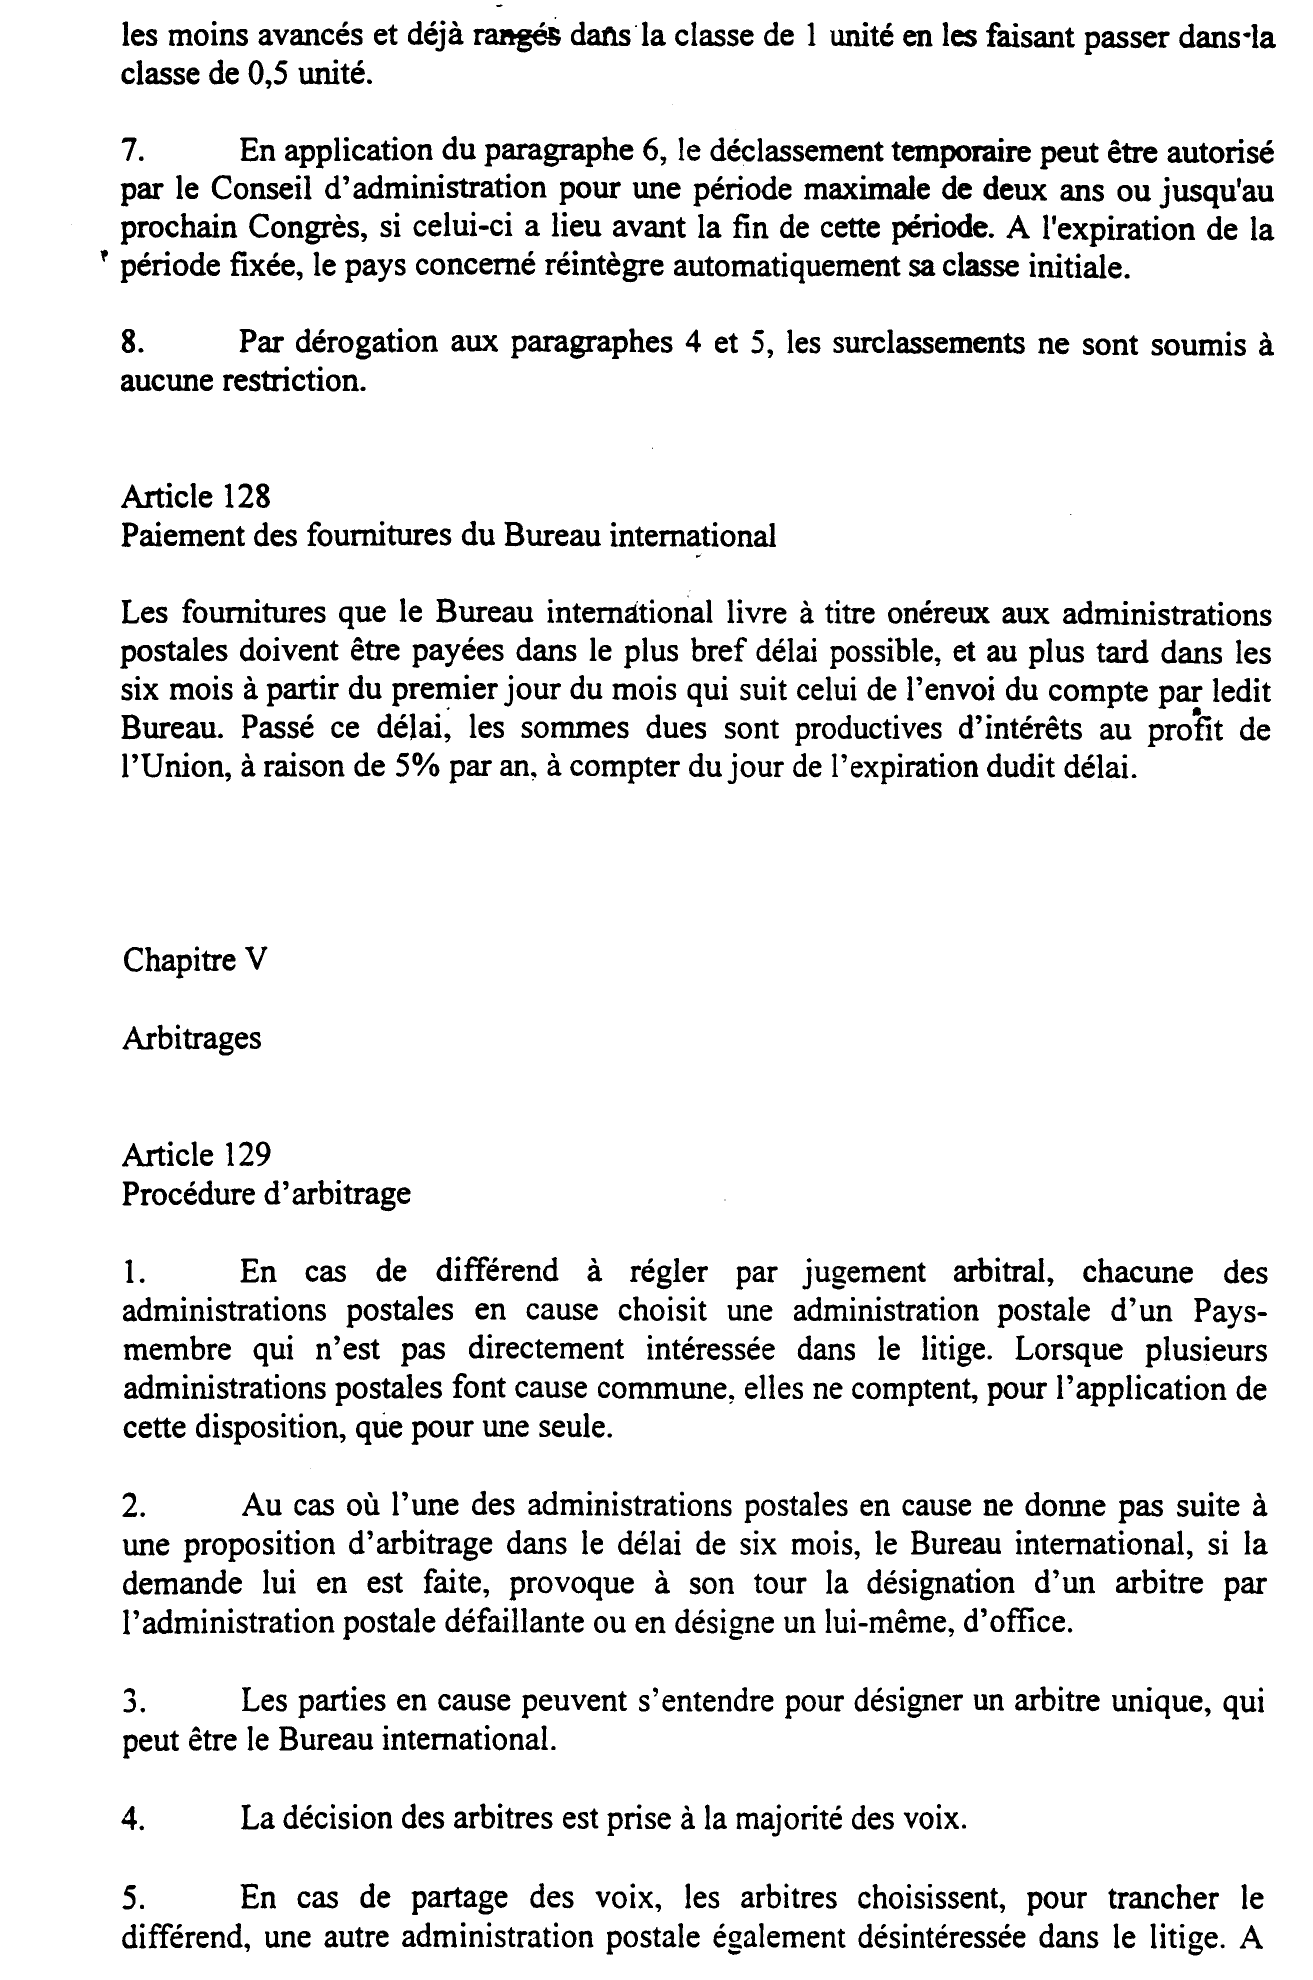 les moins avancés et déjà rangés dans la classe de 1 unité en les faisant passer dans la
classe de 0,5 unité.
7. En application du paragraphe 6, le déclassement temporaire peut être autorisé
par le Conseil d’administration pour une période maximale de deux ans ou jusqu'au
prochain Congrès, si celui-ci a lieu avant la fin de cette période. A l'expiration de la
période fixée, le pays concerné réintègre automatiquement sa classe initiale.
8. Par dérogation aux paragraphes 4 et 5, les surclassements ne sont soumis à
aucune restriction.
Article 128
Paiement des fournitures du Bureau international
Les fournitures que le Bureau international livre à titre onéreux aux administrations
postales doivent être payées dans le plus bref délai possible, et au plus tard dans les
six mois à partir du premier jour du mois qui suit celui de l’envoi du compte par ledit
Bureau. Passé ce délai, les sommes dues sont productives d’intérêts au profit de
l’Union, à raison de 5% par an, à compter du jour de l’expiration dudit délai.
Chapitre V
Arbitrages
Article 129
Procédure d’arbitrage
1. En cas de différend à régler par jugement arbitral, chacune des
administrations postales en cause choisit une administration postale d’un Pays-
membre qui n’est pas directement intéressée dans le litige. Lorsque plusieurs
administrations postales font cause commune, elles ne comptent, pour l’application de
cette disposition, que pour une seule.
2. Au cas où l’une des administrations postales en cause ne donne pas suite à
une proposition d’arbitrage dans le délai de six mois, le Bureau international, si la
demande lui en est faite, provoque à son tour la désignation d’un arbitre par
l’administration postale défaillante ou en désigne un lui-même, d’office.
3. Les parties en cause peuvent s’entendre pour désigner un arbitre unique, qui
peut être le Bureau international.
4. La décision des arbitres est prise à la majorité des voix.
5. En cas de partage des voix, les arbitres choisissent, pour trancher le
différend, une autre administration postale également désintéressée dans le litige. A